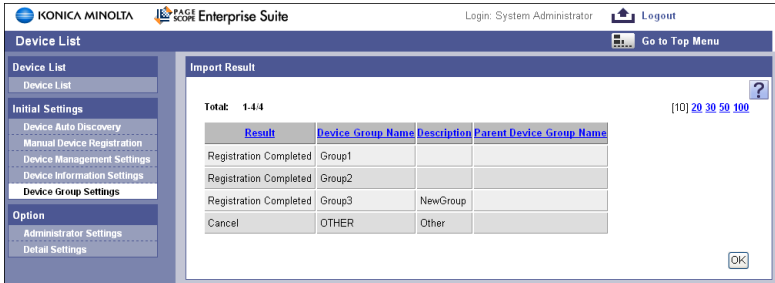 KONICA MINOLTA PAGE SCOPE Enterprise Suite Login: System Administrator Logout
Device List Go to Top Menu
Device List
Device List
Initial Settings
Device Auto Discovery
Manual Device Registration
Device Management Settings
Device Information Settings
Device Group Settings
Option
Administrator Settings
Detail Settings
Import Result
?
Total: 1-4/4 [10] 20 30 50 100
Result Device Group Name Description Parent Device Group Name
Registration Completed Group1
Registration Completed Group2
Registration Completed Group3 NewGroup
Cancel OTHER Other
OK